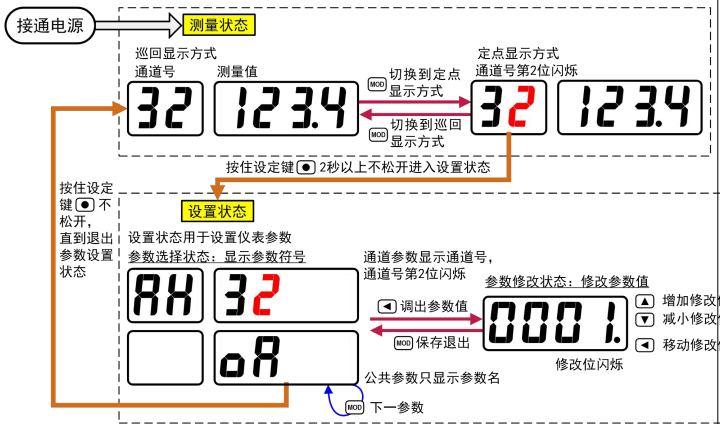 接通电源
测量状态
巡回显示方式
通道号
测量值
32
123.4
MOD
切换到定点
显示方式
MOD
切换到巡回
显示方式
定点显示方式
通道号第2位闪烁
32
123.4
按住设定键 2秒以上不松开进入设置状态
按住设定
键 不
松开,
直到退出
参数设置
状态
设置状态
设置状态用于设置仪表参数
参数选择状态: 显示参数符号
AH
32
oA
通道参数显示通道号,
通道号第2位闪烁
调出参数值
MOD 保存退出
公共参数只显示参数名
MOD 下一参数
参数修改状态: 修改参数值
0001.
修改位闪烁
增加修改
减小修改
移动修改